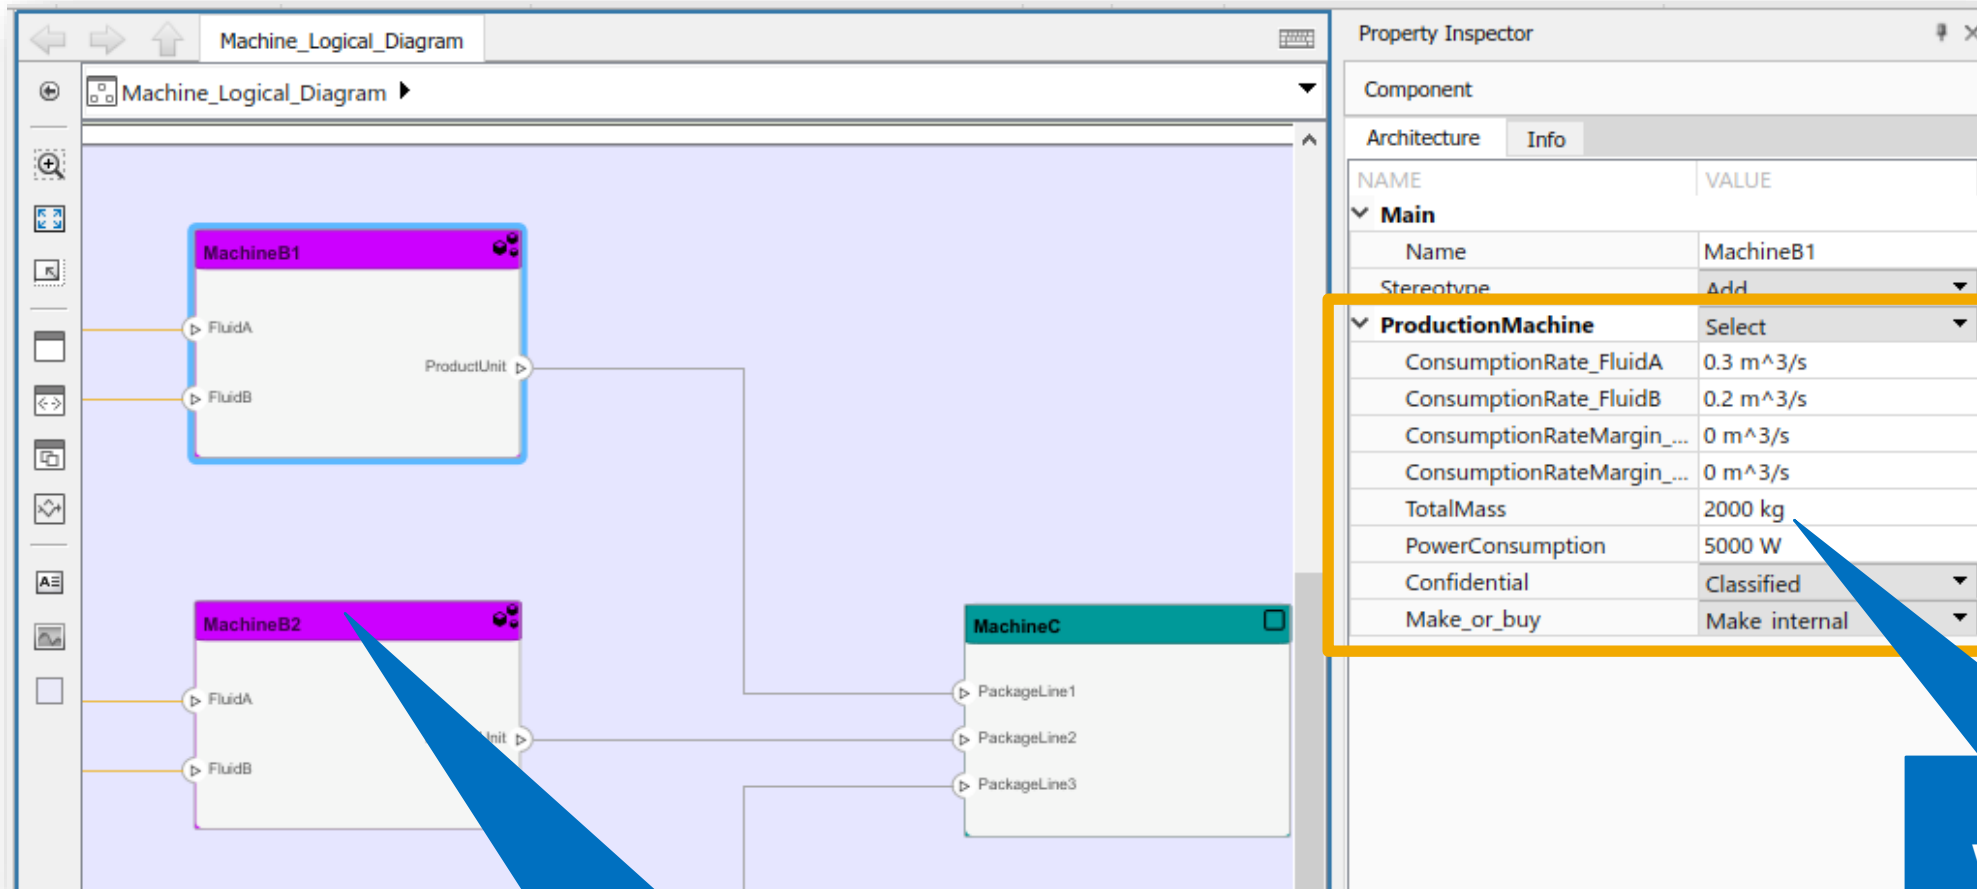 Machine_Logical_Diagram
Machine_Logical_Diagram
MachineB1
FluidA
ProductUnit
FluidB
MachineB2
FluidA
FluidB
MachineC
PackageLine1
PackageLine2
PackageLine3
Property Inspector
Component
Architecture Info
NAME VALUE
Main
Name MachineB1
Stereotype Add
ProductionMachine Select
ConsumptionRate_FluidA 0.3 m^3/s
ConsumptionRate_FluidB 0.2 m^3/s
ConsumptionRateMargin_... 0 m^3/s
ConsumptionRateMargin_... 0 m^3/s
TotalMass 2000 kg
PowerConsumption 5000 W
Confidential Classified
Make_or_buy Make internal